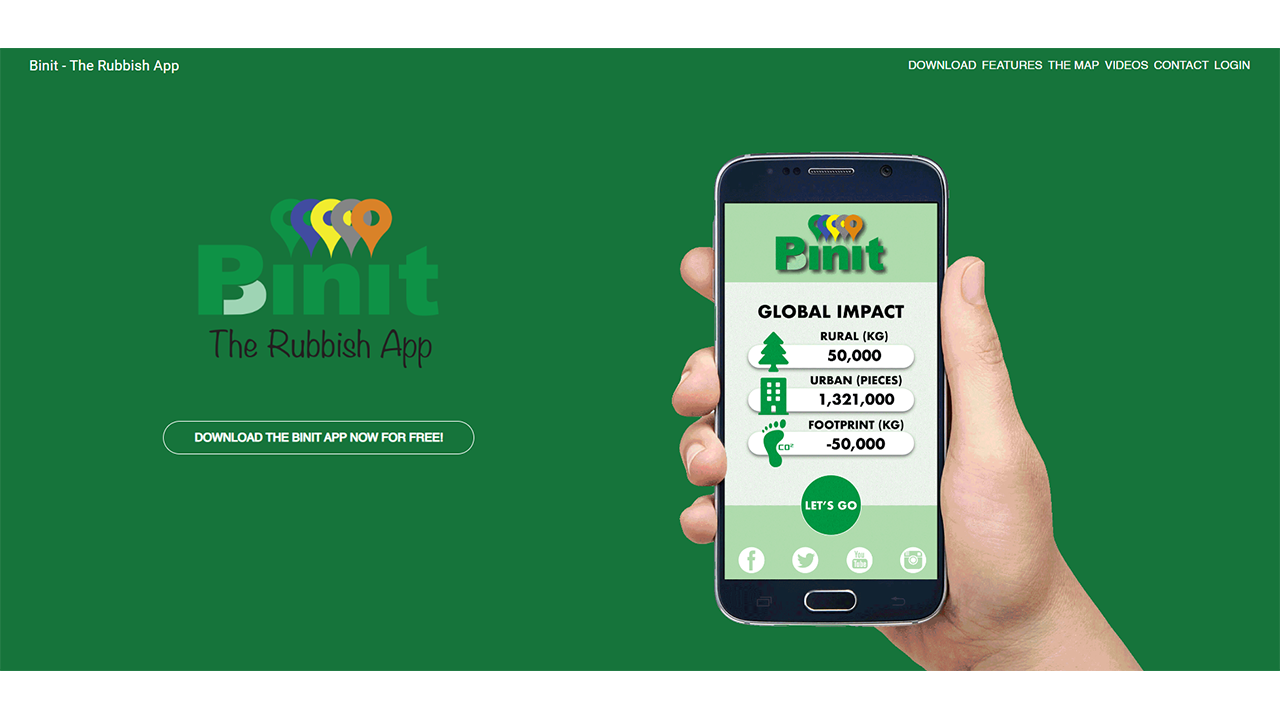 Binit - The Rubbish App
DOWNLOAD FEATURES THE MAP VIDEOS CONTACT LOGIN
Binit
The Rubbish App
DOWNLOAD THE BINIT APP NOW FOR FREE!
Binit
GLOBAL IMPACT
RURAL (KG)
50,000
URBAN (PIECES)
1,321,000
FOOTPRINT (KG)
CO² -50,000
LET'S GO
You
Tube